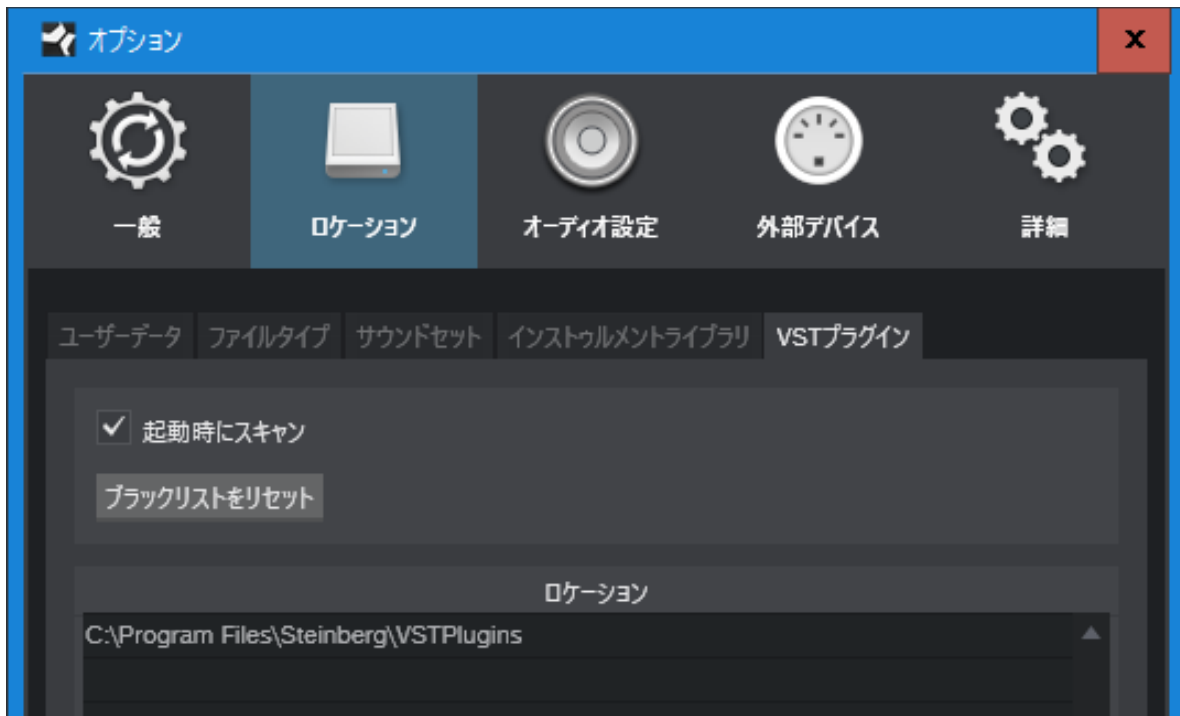 オプション
x
一般 ロケーション オーディオ設定 外部デバイス 詳細
ユーザーデータ ファイルタイプ サウンドセット インストゥルメントライブラリ VSTプラグイン
起動時にスキャン
ブラックリストをリセット
ロケーション
C:\Program Files\Steinberg\VSTPlugins